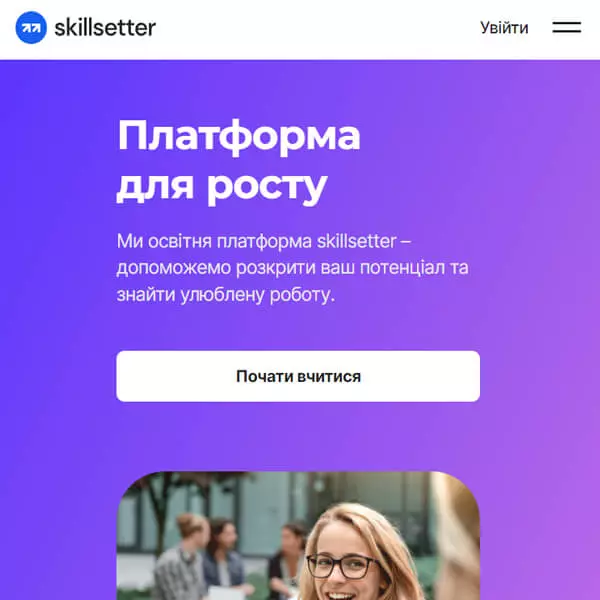 skillsetter
Увійти
Платформа
для росту
Ми освітня платформа skillsetter –
допоможемо розкрити ваш потенціал та
знайти улюблену роботу.
Почати вчитися